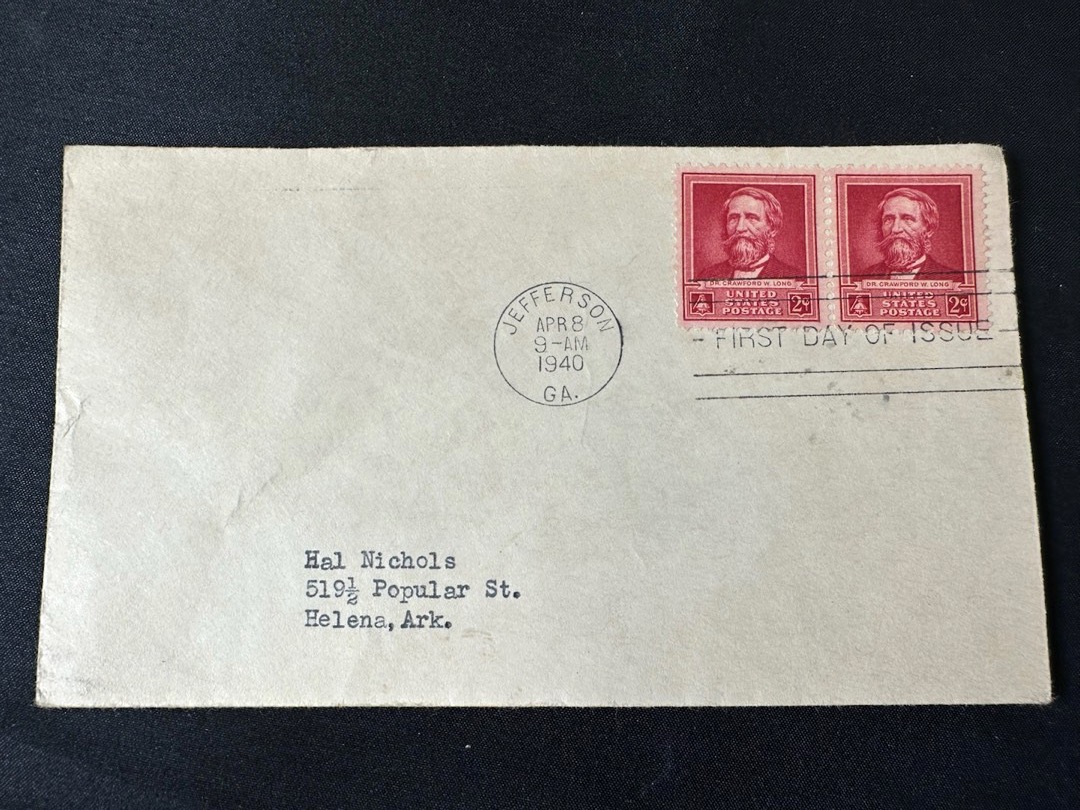 DR. CRAWFORD W. LONG
UNITED
STATES
POSTAGE
2¢
DR. CRAWFORD W. LONG
UNITED
STATES
POSTAGE
2¢
JEFFERSON
APR 8
9-AM
1940
GA.
- FIRST DAY OF ISSUE -
Hal Nichols
519½ Popular St.
Helena, Ark.